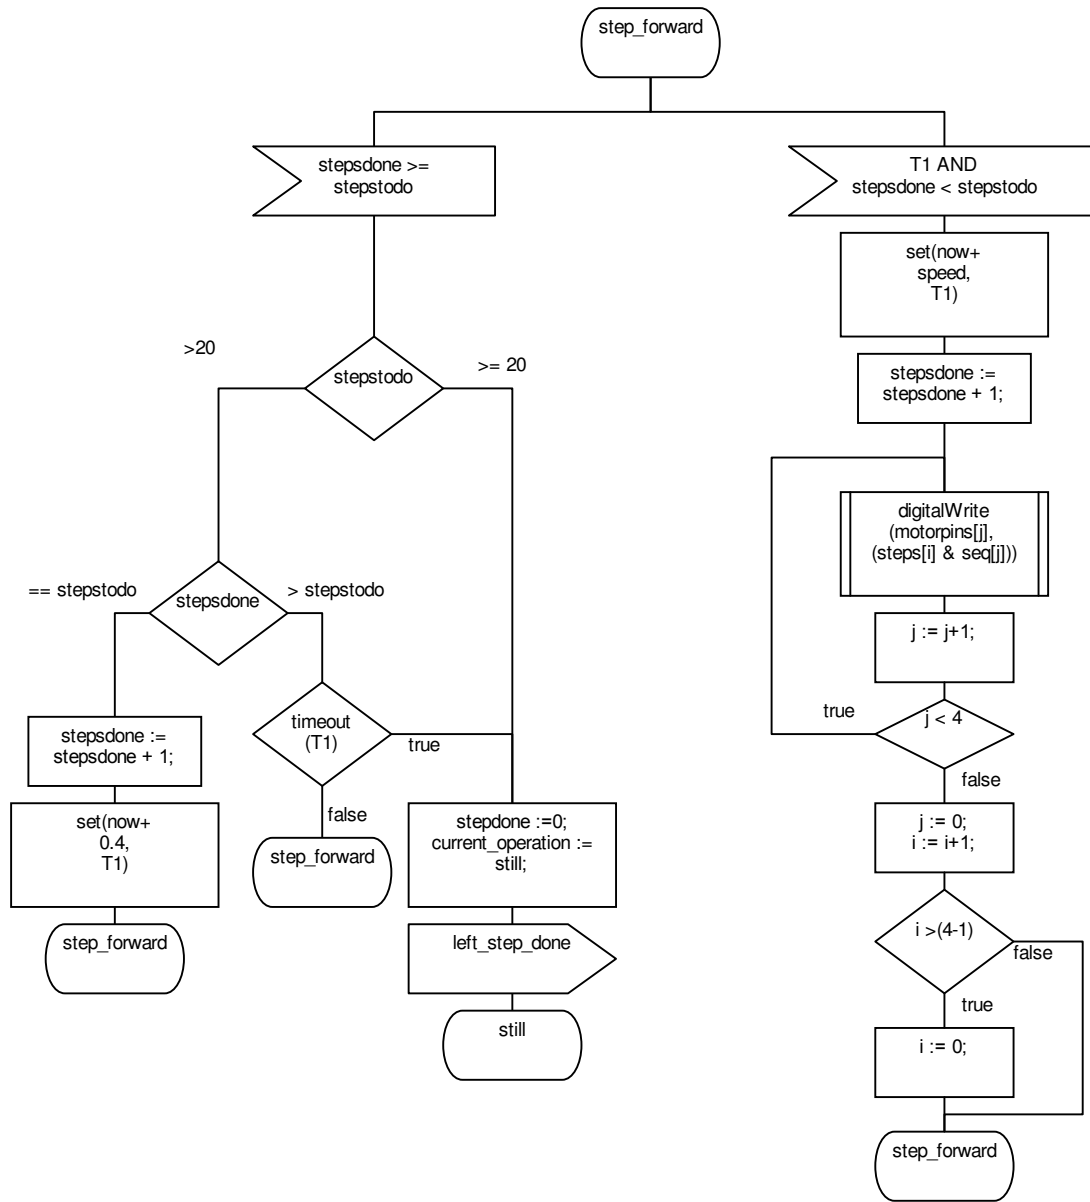 step_forward
stepsdone >=
stepstodo
T1 AND
stepsdone < stepstodo
set(now+
speed,
T1)
>20
stepstodo
>= 20
stepsdone :=
stepsdone + 1;
digitalWrite
(motorpins[j],
(steps[i] & seq[j]))
== stepstodo
stepsdone
> stepstodo
j := j+1;
timeout
(T1)
true
true
j < 4
false
stepsdone :=
stepsdone + 1;
set(now+
0.4,
T1)
false
step_forward
stepdone :=0;
current_operation :=
still;
j := 0;
i := i+1;
step_forward
left_step_done
i >(4-1)
false
true
still
i := 0;
step_forward